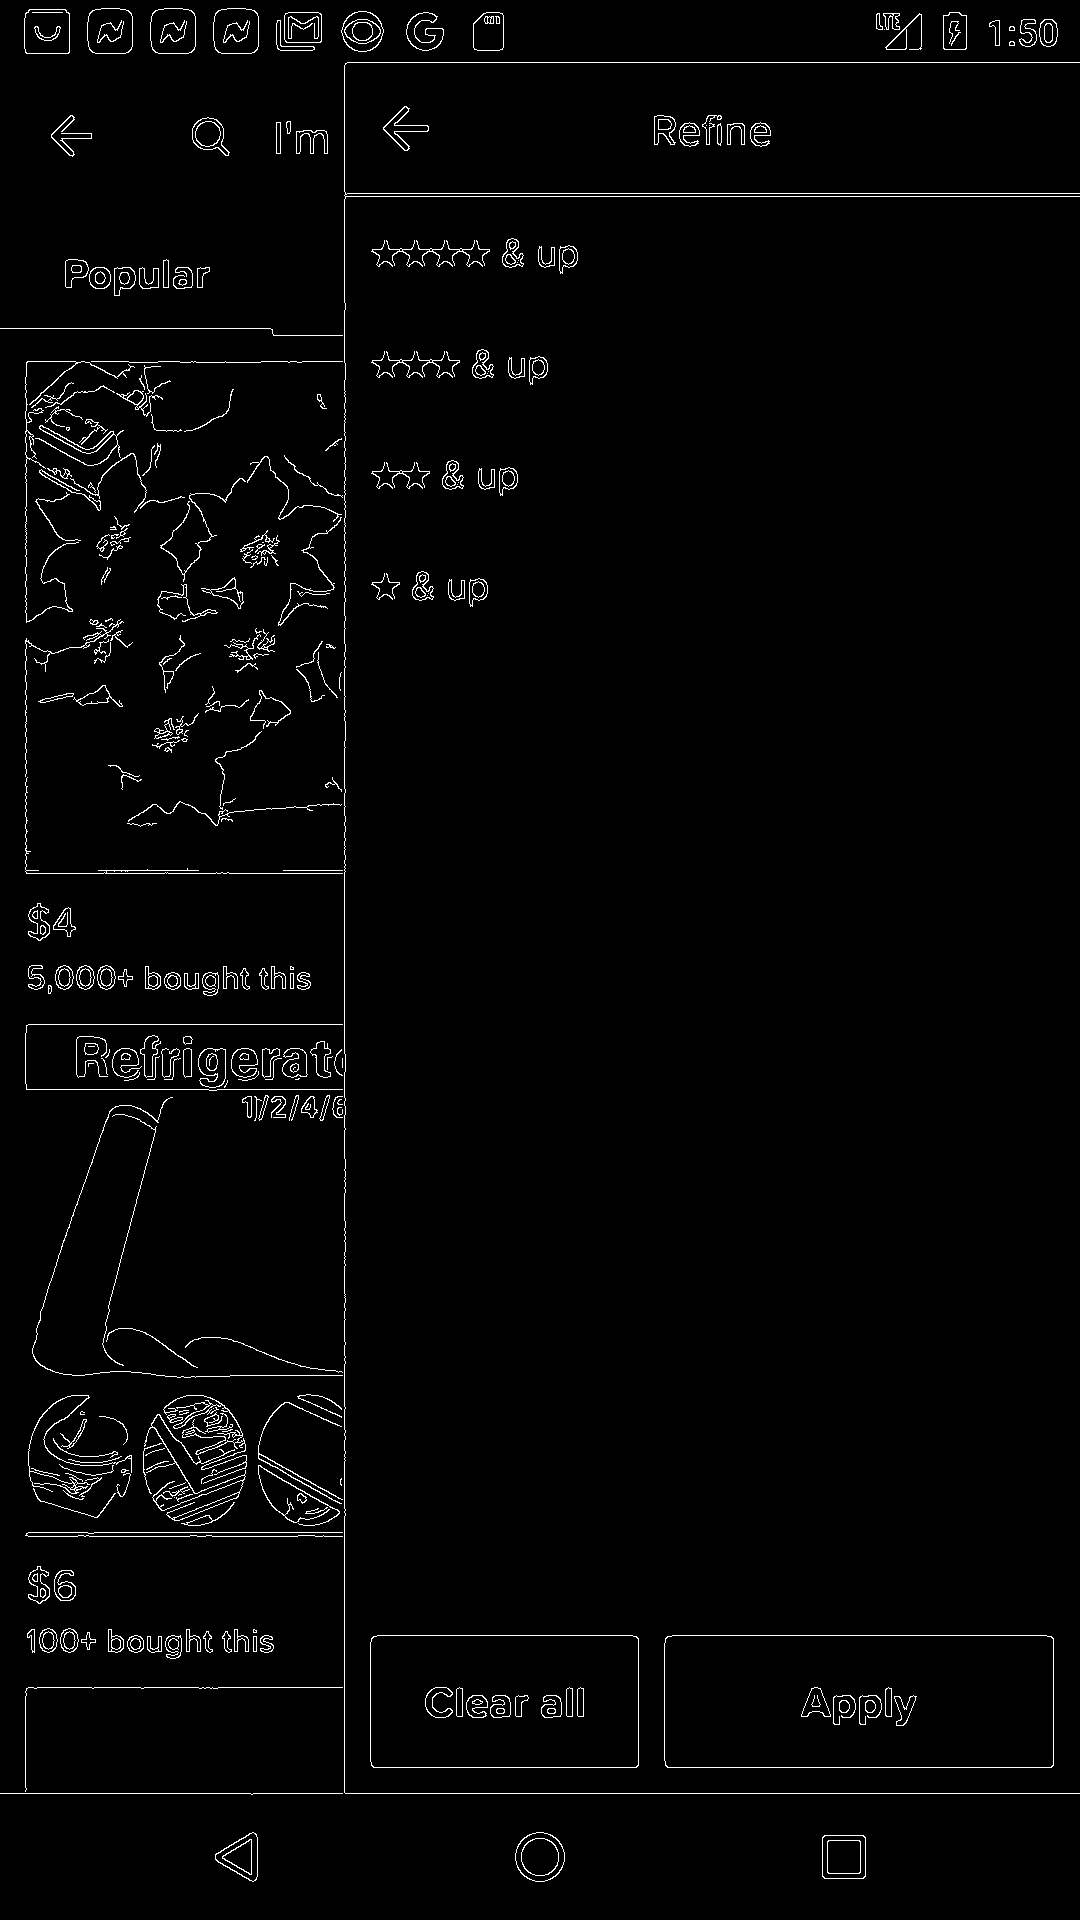 LTE 1:50
I'm
Refine
Popular
& up
& up
& up
& up
$4
5,000+ bought this
1/2/4/
$6
100+ bought this
Clear all
Apply